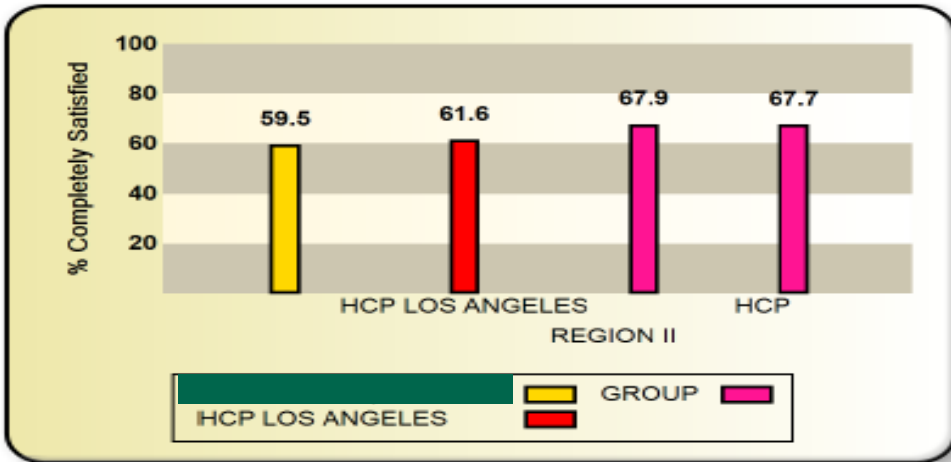 % Completely Satisfied
100
80
60
40
20
59.5
61.6
67.9
67.7
HCP LOS ANGELES
HCP
REGION II
GROUP
HCP LOS ANGELES